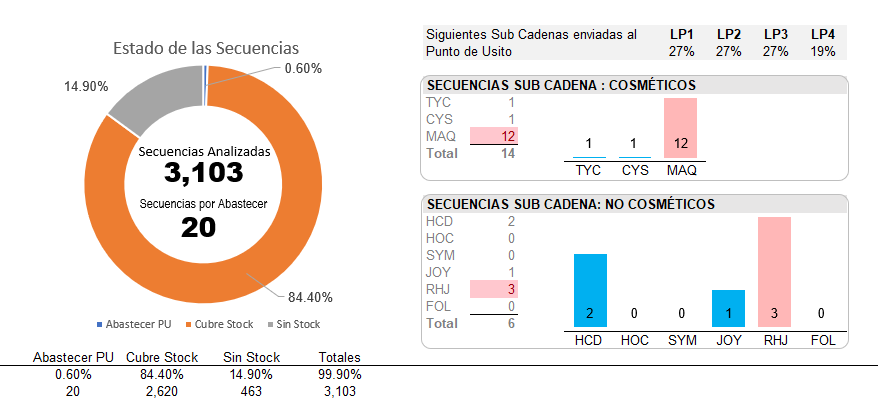 Estado de las Secuencias
0.60%
14.90%
Secuencias Analizadas
3,103
Secuencias por Abastecer
20
84.40%
Abastecer PU Cubre Stock Sin Stock
Abastecer PU Cubre Stock Sin Stock Totales
0.60% 84.40% 14.90% 99.90%
20 2,620 463 3,103
Siguientes Sub Cadenas enviadas al LP1 LP2 LP3 LP4
Punto de Usito 27% 27% 27% 19%
SECUENCIAS SUB CADENA : COSMÉTICOS
TYC 1
CYS 1
MAQ 12
Total 14
1 1 12
TYC CYS MAQ
SECUENCIAS SUB CADENA: NO COSMÉTICOS
HCD 2
HOC 0
SYM 0
JOY 1
RHJ 3
FOL 0
Total 6
2 0 0 1 3 0
HCD HOC SYM JOY RHJ FOL